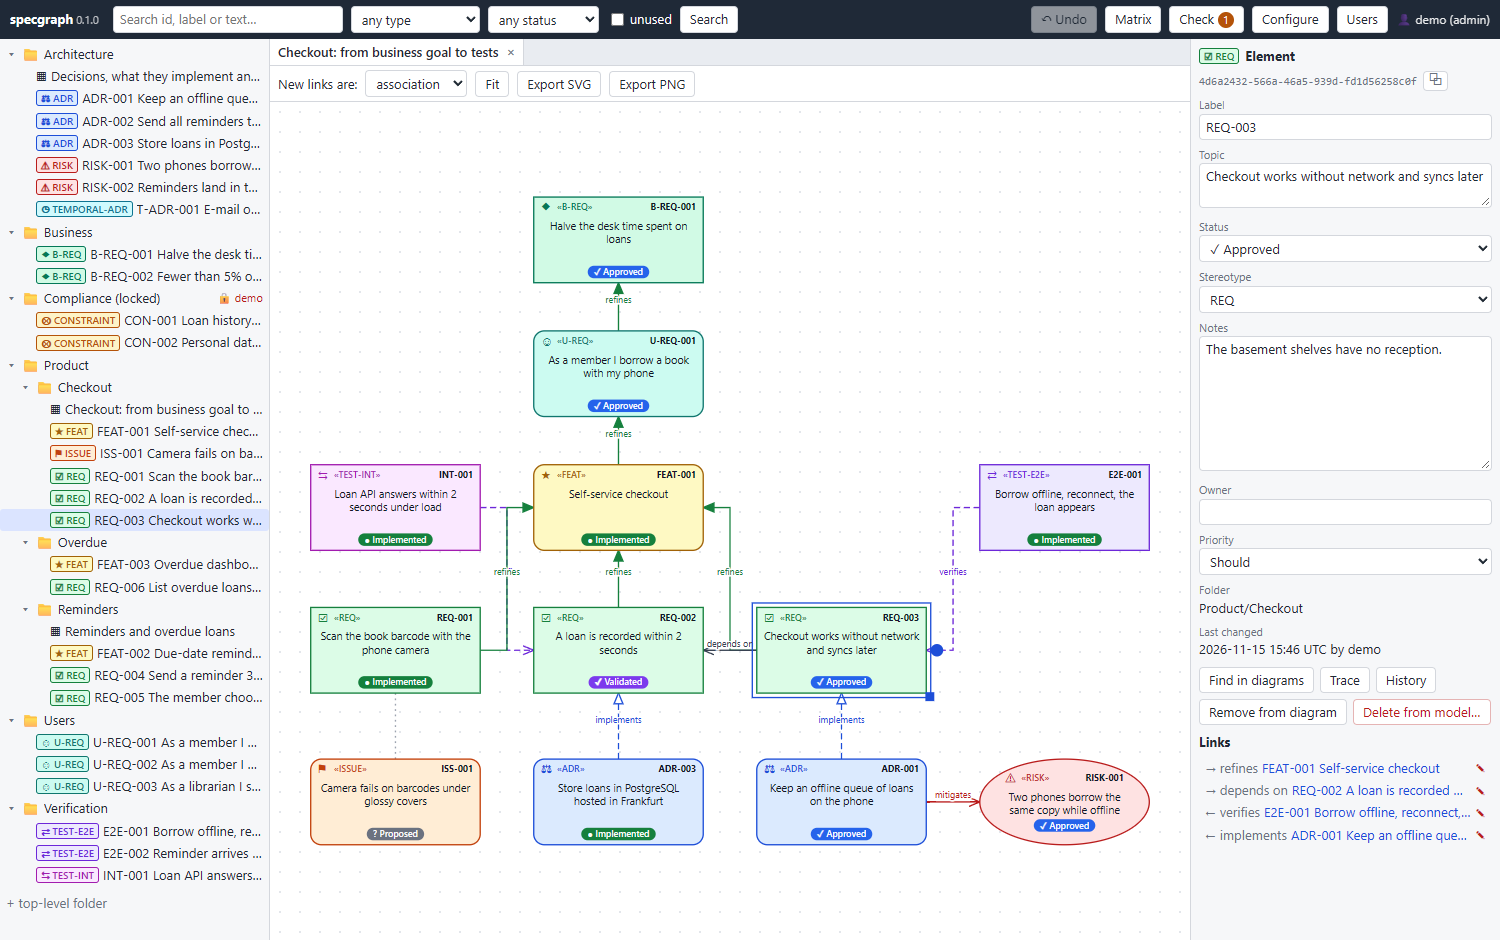 specgraph 0.1.0
Search id, label or text...
any type
any status
unused
Search
Undo
Matrix
Check 1
Configure
Users
demo (admin)
Architecture
Decisions, what they implement an...
ADR ADR-001 Keep an offline que...
ADR ADR-002 Send all reminders t...
ADR ADR-003 Store loans in Postg...
RISK RISK-001 Two phones borrow...
RISK RISK-002 Reminders land in t...
TEMPORAL-ADR T-ADR-001 E-mail o...
Business
B-REQ B-REQ-001 Halve the desk ti...
B-REQ B-REQ-002 Fewer than 5% o...
Compliance (locked) demo
CONSTRAINT CON-001 Loan history...
CONSTRAINT CON-002 Personal dat...
Product
Checkout
Checkout: from business goal to ...
FEAT FEAT-001 Self-service chec...
ISSUE ISS-001 Camera fails on ba...
REQ REQ-001 Scan the book bar...
REQ REQ-002 A loan is recorded...
REQ REQ-003 Checkout works w...
Overdue
FEAT FEAT-003 Overdue dashbo...
REQ REQ-006 List overdue loans...
Reminders
Reminders and overdue loans
FEAT FEAT-002 Due-date remind...
REQ REQ-004 Send a reminder 3...
REQ REQ-005 The member choo...
Users
U-REQ U-REQ-001 As a member I ...
U-REQ U-REQ-002 As a member I ...
U-REQ U-REQ-003 As a librarian I s...
Verification
TEST-E2E E2E-001 Borrow offline, re...
TEST-E2E E2E-002 Reminder arrives ...
TEST-INT INT-001 Loan API answers...
+ top-level folder
Checkout: from business goal to tests ×
New links are:
association
Fit
Export SVG
Export PNG
«B-REQ» B-REQ-001
Halve the desk time spent on
loans
✓ Approved
refines
«U-REQ» U-REQ-001
As a member I borrow a book
with my phone
✓ Approved
refines
«TEST-INT» INT-001
Loan API answers within 2
seconds under load
● Implemented
«FEAT» FEAT-001
Self-service checkout
● Implemented
«TEST-E2E» E2E-001
Borrow offline, reconnect, the
loan appears
● Implemented
refines
refines
refines
verifies
«REQ» REQ-001
Scan the book barcode with the
phone camera
● Implemented
«REQ» REQ-002
A loan is recorded within 2
seconds
✓ Validated
depends on
«REQ» REQ-003
Checkout works without network
and syncs later
✓ Approved
implements
implements
«ISSUE» ISS-001
Camera fails on barcodes under
glossy covers
? Proposed
«ADR» ADR-003
Store loans in PostgreSQL
hosted in Frankfurt
● Implemented
«ADR» ADR-001
Keep an offline queue of loans
on the phone
✓ Approved
mitigates
«RISK» RISK-001
Two phones borrow the
same copy while offline
✓ Approved
REQ Element
4d6a2432-566a-46a5-939d-fd1d56258c0f
Label
REQ-003
Topic
Checkout works without network and syncs later
Status
✓ Approved
Stereotype
REQ
Notes
The basement shelves have no reception.
Owner
Priority
Should
Folder
Product/Checkout
Last changed
2026-11-15 15:46 UTC by demo
Find in diagrams
Trace
History
Remove from diagram
Delete from model...
Links
→ refines FEAT-001 Self-service checkout
→ depends on REQ-002 A loan is recorded ...
← verifies E2E-001 Borrow offline, reconnect,...
← implements ADR-001 Keep an offline que...